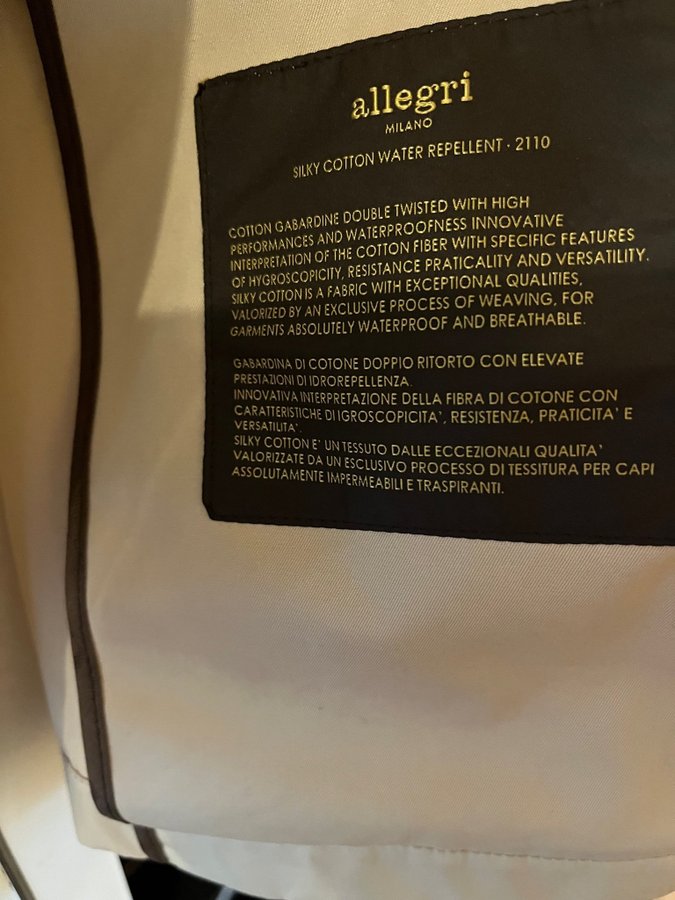 allegri
MILANO
SILKY COTTON WATER REPELLENT · 2110
COTTON GABARDINE DOUBLE TWISTED WITH HIGH
PERFORMANCES AND WATERPROOFNESS INNOVATIVE
INTERPRETATION OF THE COTTON FIBER WITH SPECIFIC FEATURES
OF HYGROSCOPICITY, RESISTANCE PRATICALITY AND VERSATILITY.
SILKY COTTON IS A FABRIC WITH EXCEPTIONAL QUALITIES,
VALORIZED BY AN EXCLUSIVE PROCESS OF WEAVING, FOR
GARMENTS ABSOLUTELY WATERPROOF AND BREATHABLE.
GABARDINA DI COTONE DOPPIO RITORTO CON ELEVATE
PRESTAZIONI DI IDROREPELLENZA.
INNOVATIVA INTERPRETAZIONE DELLA FIBRA DI COTONE CON
CARATTERISTICHE DI IGROSCOPICITA', RESISTENZA, PRATICITA' E
VERSATILITA'.
SILKY COTTON E' UN TESSUTO DALLE ECCEZIONALI QUALITA'
VALORIZZATE DA UN ESCLUSIVO PROCESSO DI TESSITURA PER CAPI
ASSOLUTAMENTE IMPERMEABILI E TRASPIRANTI.